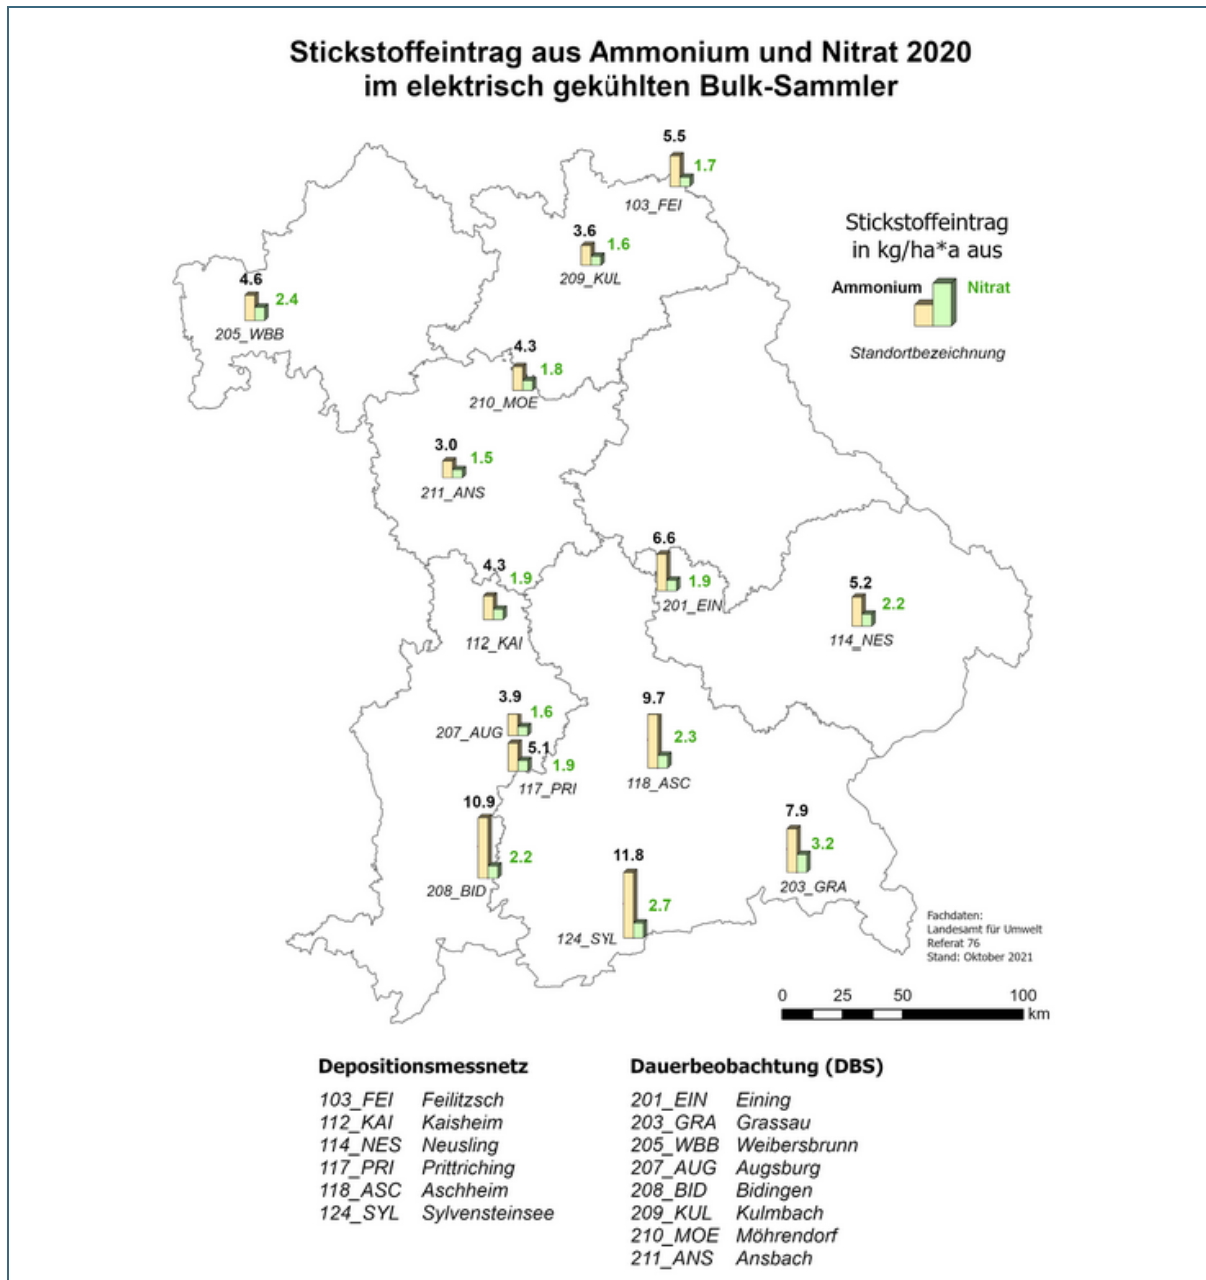 Stickstoffeintrag aus Ammonium und Nitrat 2020
im elektrisch gekühlten Bulk-Sammler
5.5
1.7
103_FEI
3.6
1.6
209_KUL
Stickstoffeintrag
in kg/ha*a aus
Ammonium Nitrat
Standortbezeichnung
4.6
2.4
205_WBB
4.3
1.8
210_MOE
3.0
1.5
211_ANS
6.6
1.9
201_EIN
4.3
1.9
112_KAI
5.2
2.2
114_NES
3.9
1.6
207_AUG
5.1
1.9
117_PRI
9.7
2.3
118_ASC
10.9
2.2
208_BID
7.9
3.2
203_GRA
11.8
2.7
124_SYL
Fachdaten:
Landesamt für Umwelt
Referat 76
Stand: Oktober 2021
0 25 50 100
km
Depositionsmessnetz
103_FEI Feilitzsch
112_KAI Kaisheim
114_NES Neusling
117_PRI Prittriching
118_ASC Aschheim
124_SYL Sylvensteinsee
Dauerbeobachtung (DBS)
201_EIN Eining
203_GRA Grassau
205_WBB Weibersbrunn
207_AUG Augsburg
208_BID Bidingen
209_KUL Kulmbach
210_MOE Möhrendorf
211_ANS Ansbach